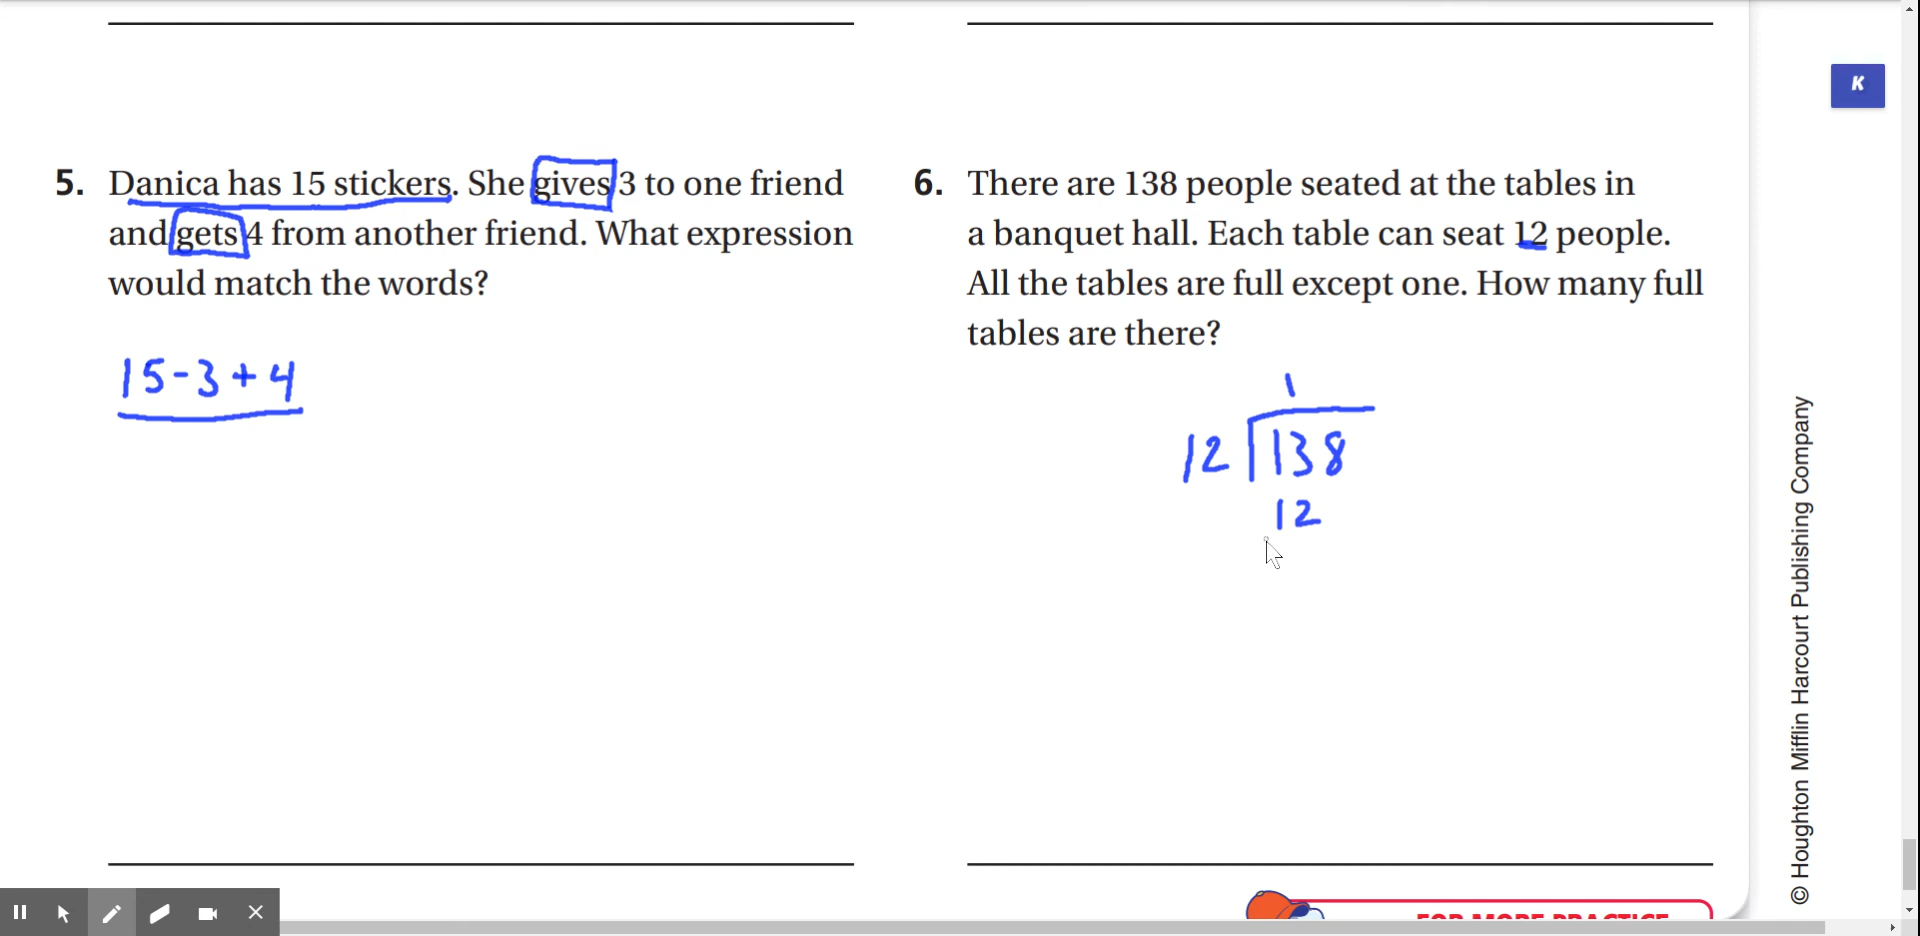 K
5. Danica has 15 stickers. She gives 3 to one friend
and gets 4 from another friend. What expression
would match the words?
15-3+4
6. There are 138 people seated at the tables in
a banquet hall. Each table can seat 12 people.
All the tables are full except one. How many full
tables are there?
1
12 138
12
© Houghton Mifflin Harcourt Publishing Company
FOR MORE PRACTICE